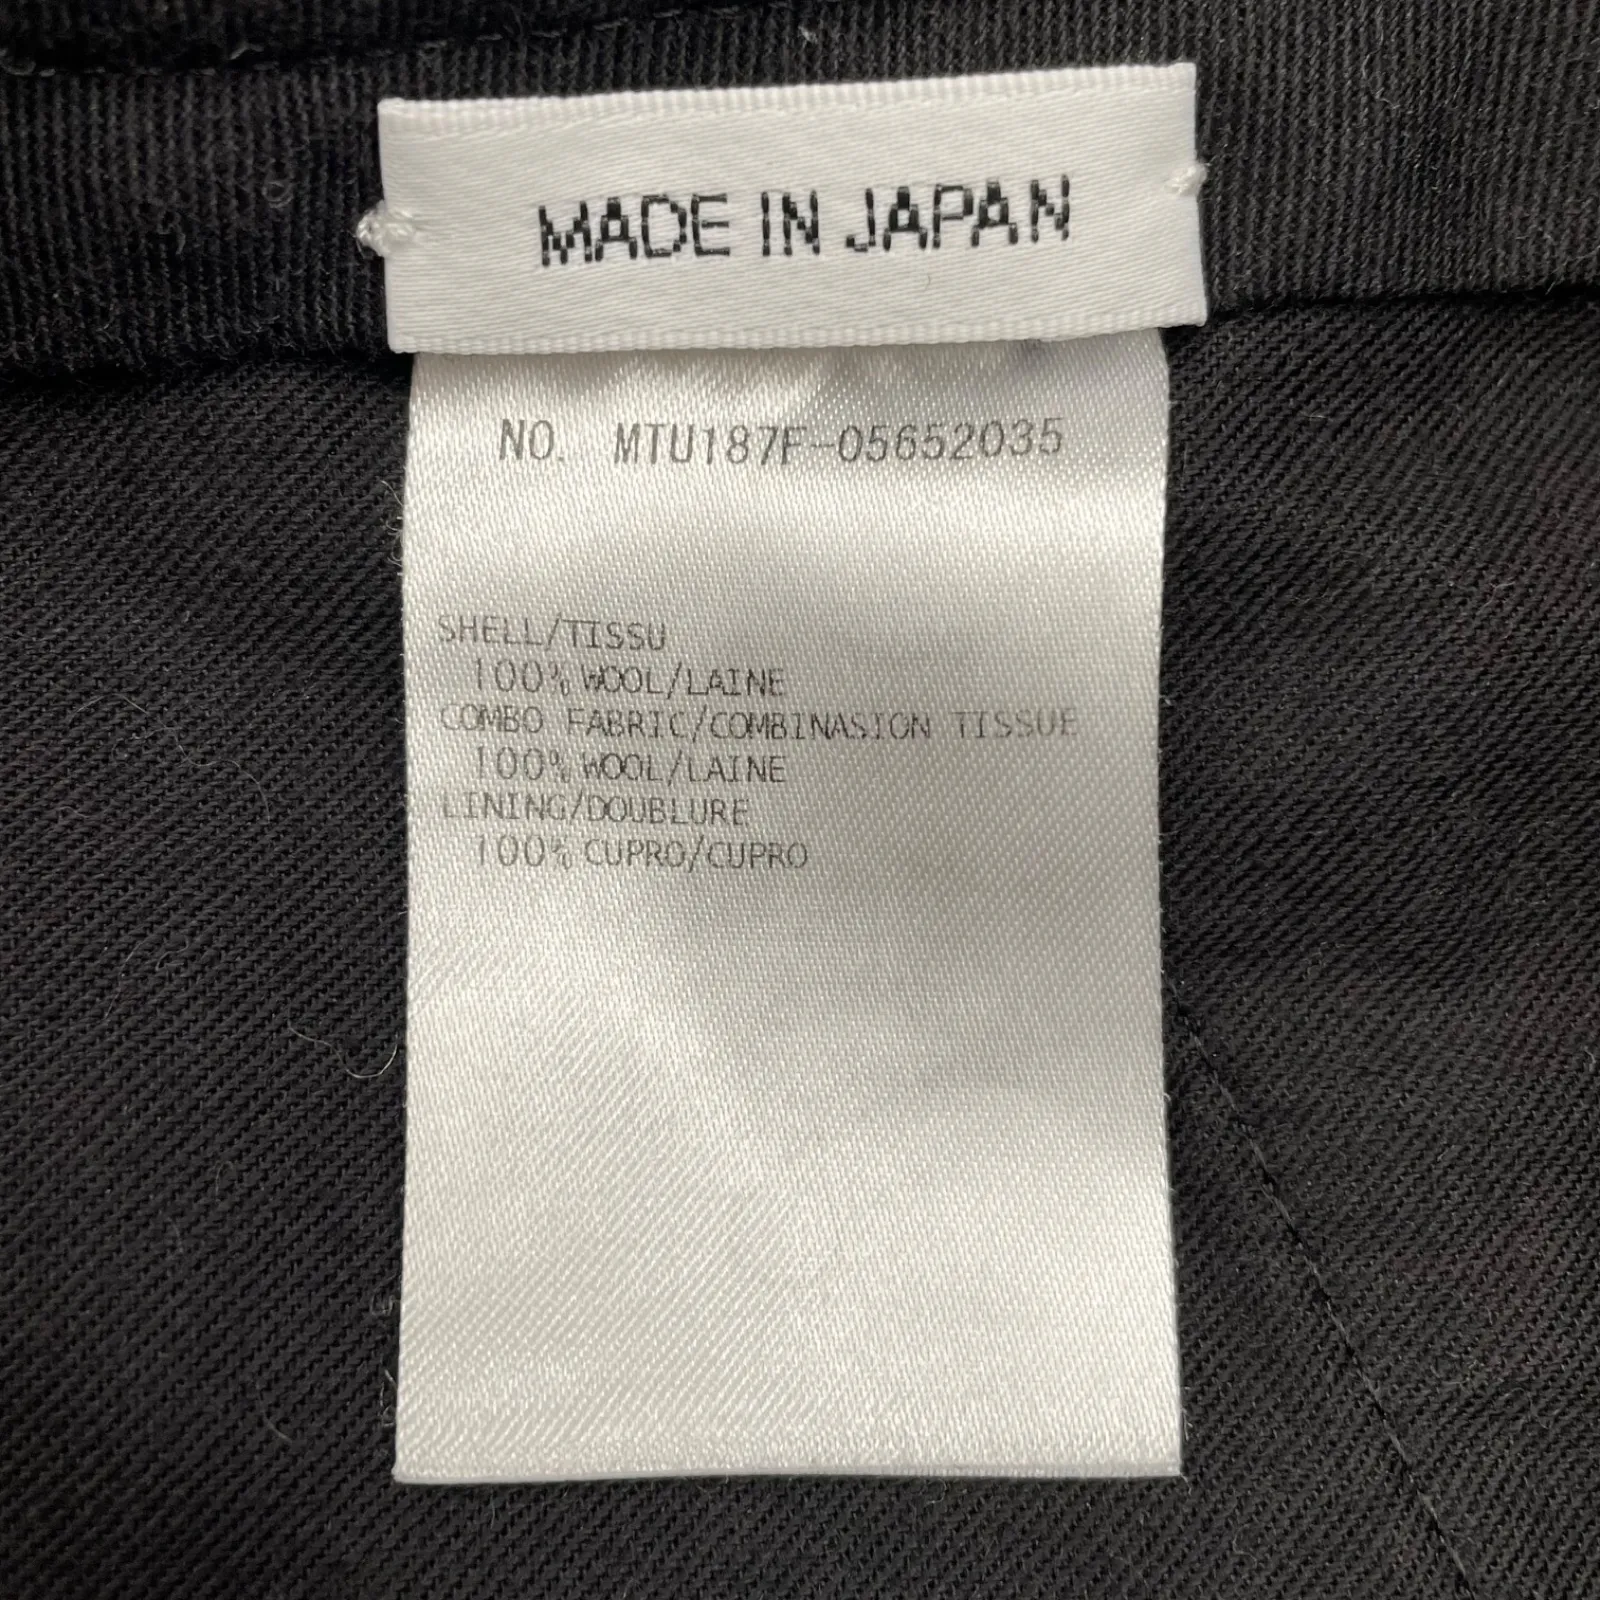 MADE IN JAPAN
NO. MTU187F-05652035
SHELL/TISSU
100% WOOL/LAINE
COMBO FABRIC/COMBINASION TISSUE
100% WOOL/LAINE
LINING/DOUBLURE
100% CUPRO/CUPRO